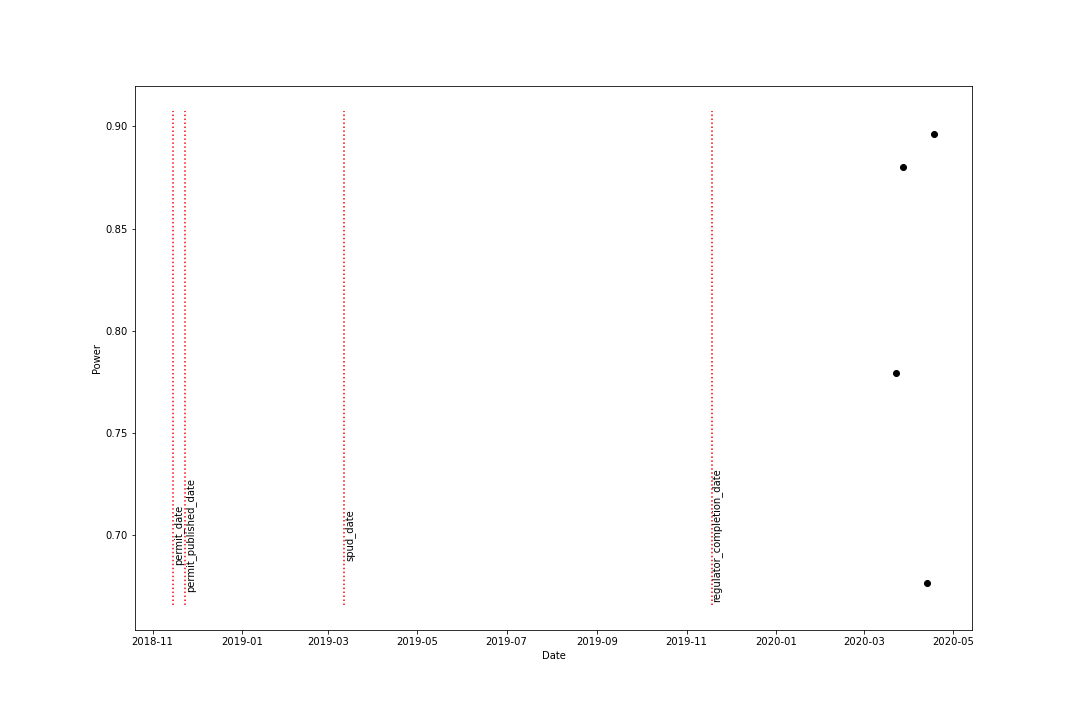 0.90
0.85
0.80
0.75
0.70
Power
permit_date
permit_published_date
spud_date
regulator_completion_date
2018-11 2019-01 2019-03 2019-05 2019-07 2019-09 2019-11 2020-01 2020-03 2020-05
Date